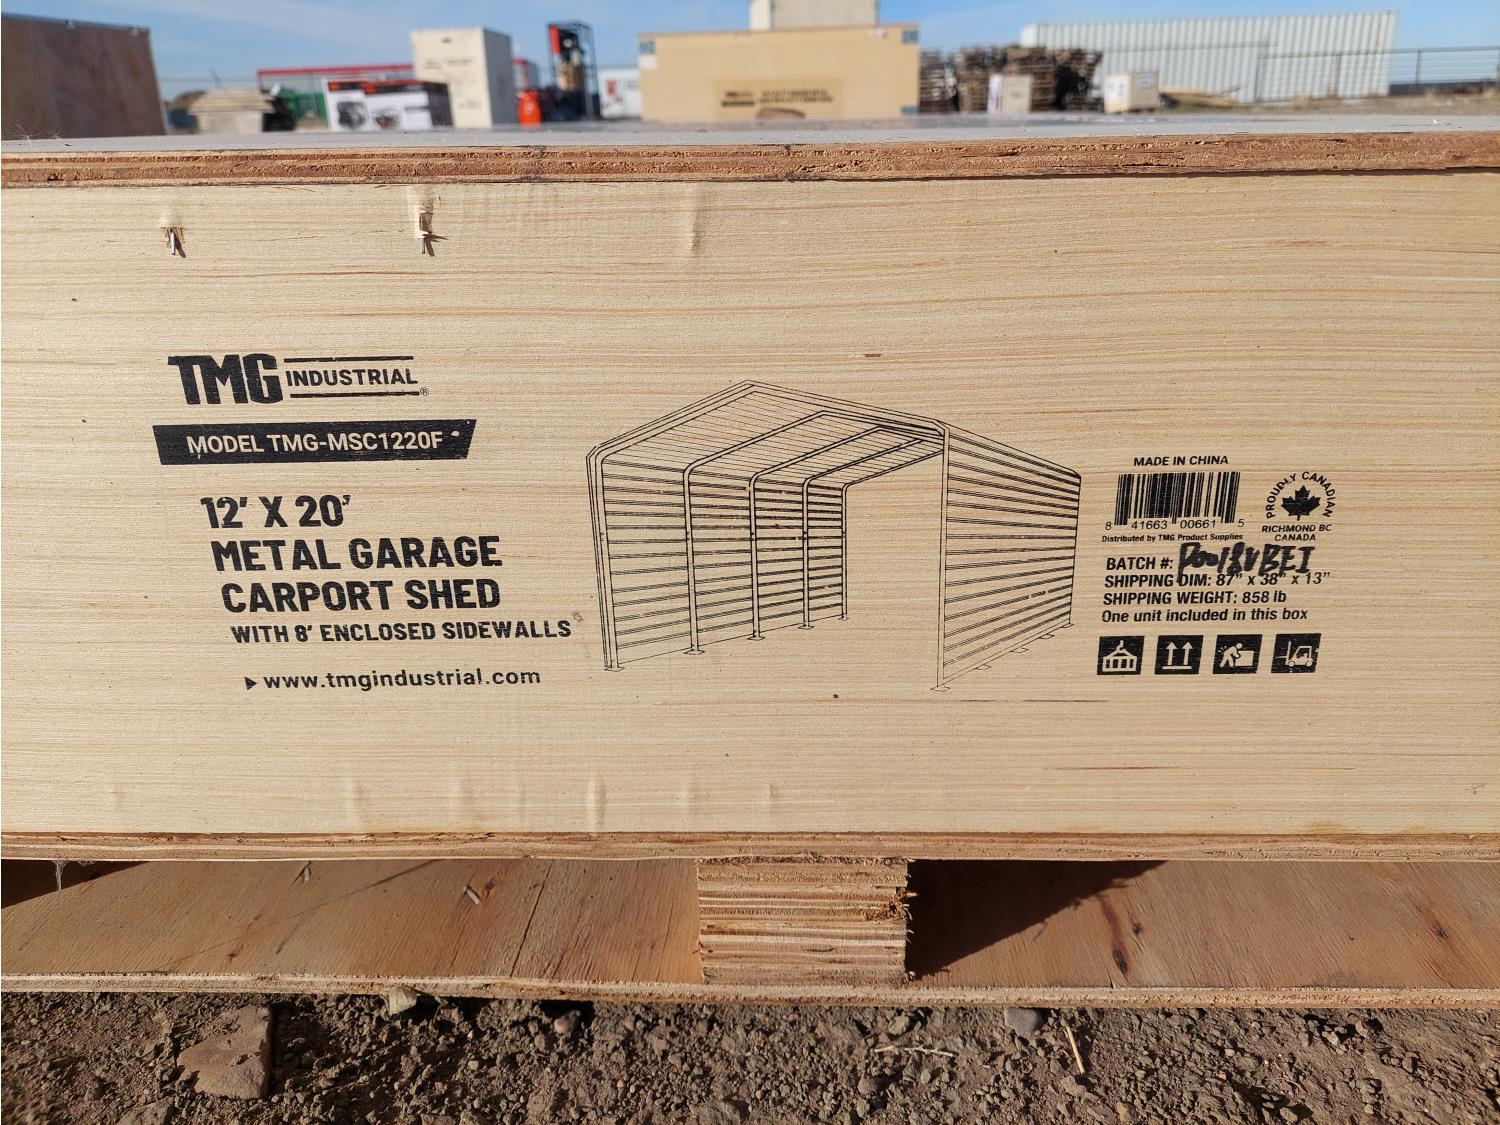 TMG INDUSTRIAL®
MODEL TMG-MSC1220F
12' X 20'
METAL GARAGE
CARPORT SHED
WITH 8' ENCLOSED SIDEWALLS
www.tmgindustrial.com
MADE IN CHINA
8 41663 00661 5
Distributed by TMG Product Supplies
PROUDLY CANADIAN
RICHMOND BC
CANADA
BATCH #:
SHIPPING DIM: 87" x 38" x 13"
SHIPPING WEIGHT: 858 lb
One unit included in this box